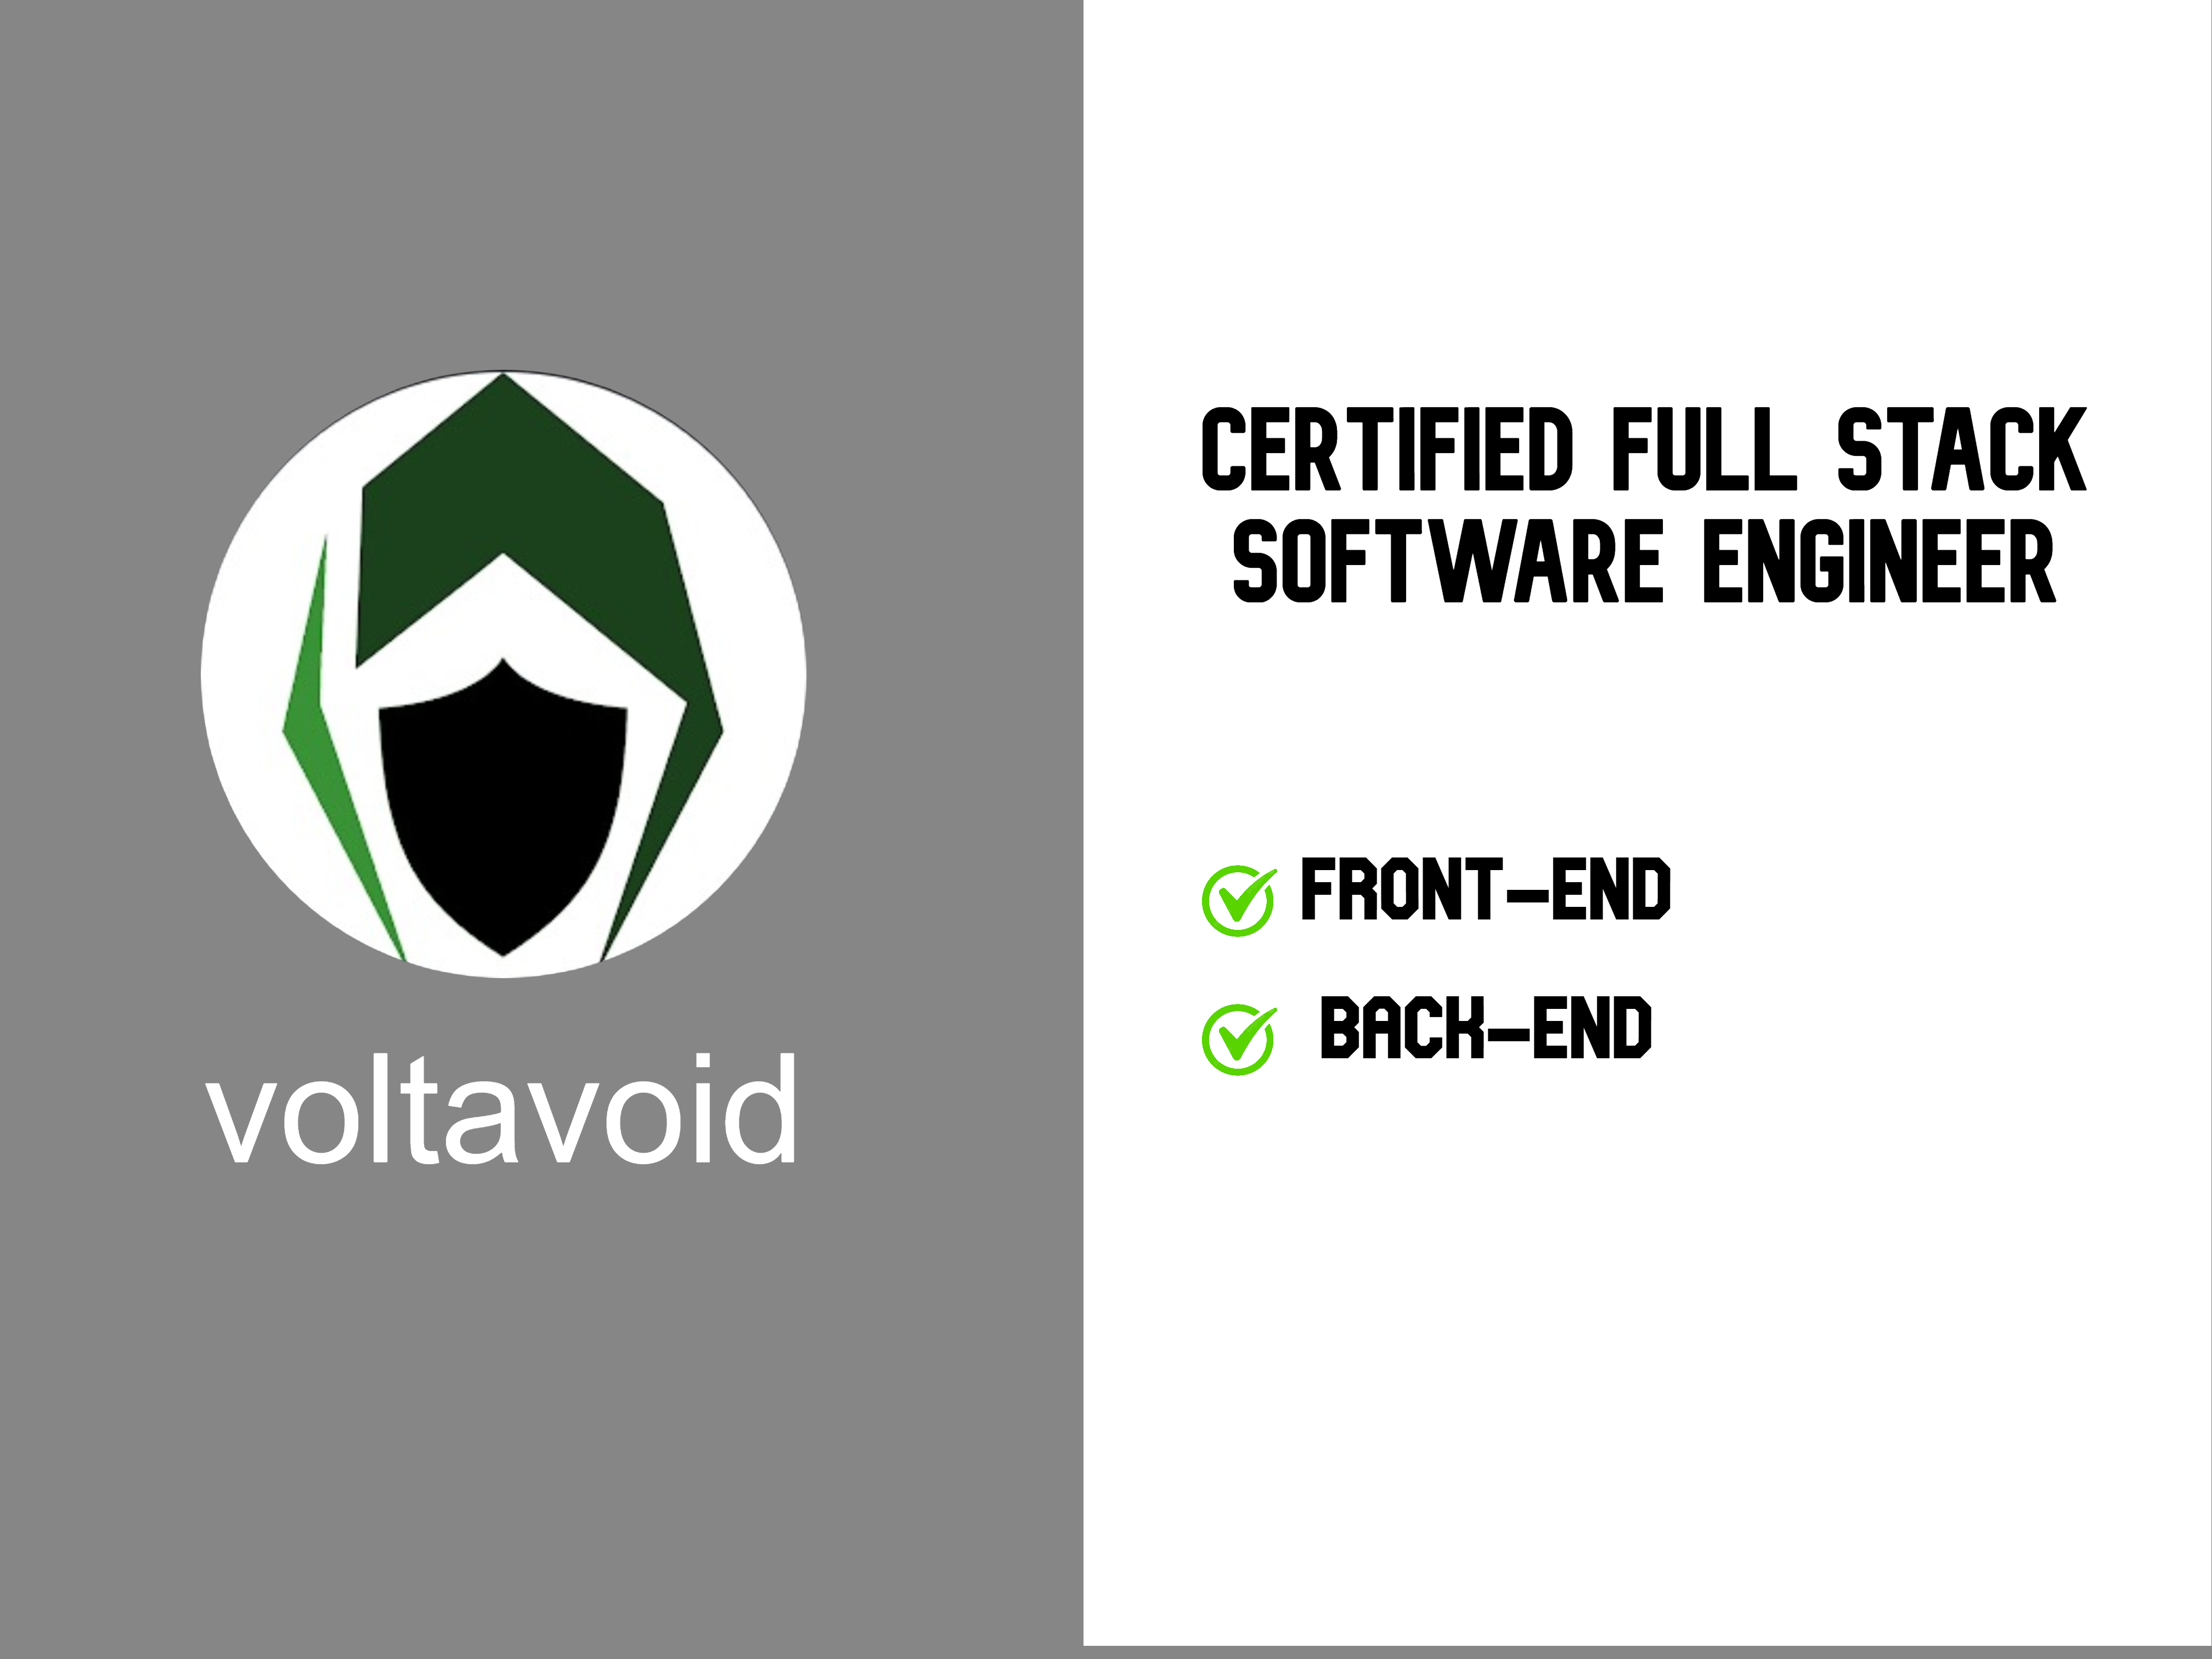 voltavoid
CERTIFIED FULL STACK
SOFTWARE ENGINEER
FRONT-END
BACK-END